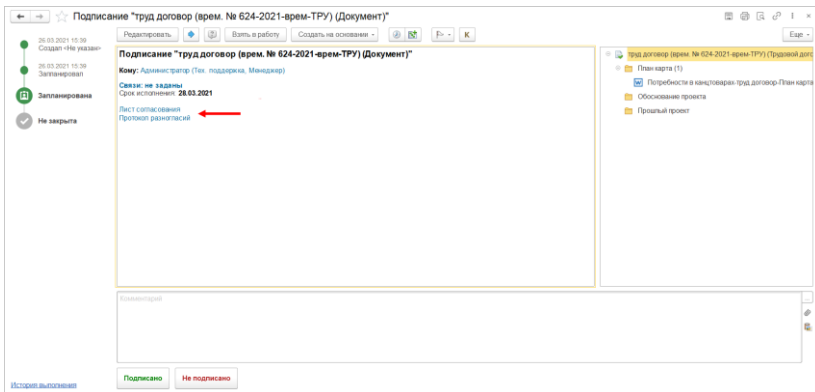 Подписание "труд договор (врем. № 624-2021-врем-ТРУ) (Документ)"
Редактировать
Взять в работу
Создать на основании
Еще
26.03.2021 15:39
Создал <Не указан>
26.03.2021 15:39
Запланировал
Запланирована
Не закрыта
Подписание "труд договор (врем. № 624-2021-врем-ТРУ) (Документ)"
Кому: Администратор (Тех. поддержка, Менеджер)
Связи: не заданы
Срок исполнения: 28.03.2021
Лист согласования
Протокол разногласий
труд договор (врем. № 624-2021-врем-ТРУ) (Трудовой дого
План карта (1)
Потребности в канцтоварах-труд договор-План карта
Обоснование проекта
Прошлый проект
Комментарий
Подписано
Не подписано
История выполнения